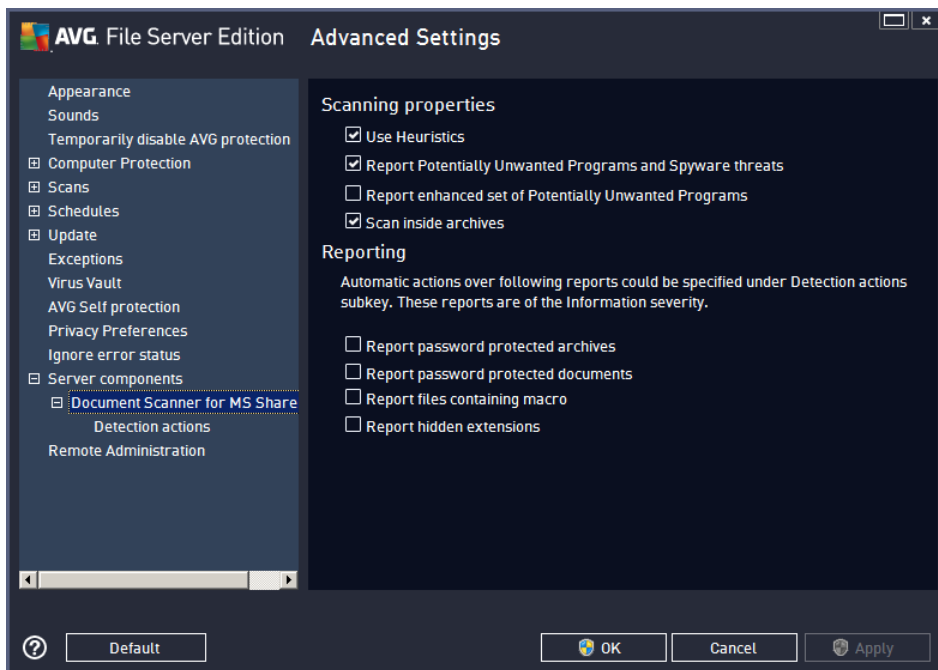 AVG. File Server Edition Advanced Settings
Appearance
Sounds
Temporarily disable AVG protection
Computer Protection
Scans
Schedules
Update
Exceptions
Virus Vault
AVG Self protection
Privacy Preferences
Ignore error status
Server components
Document Scanner for MS Share
Detection actions
Remote Administration
Scanning properties
Use Heuristics
Report Potentially Unwanted Programs and Spyware threats
Report enhanced set of Potentially Unwanted Programs
Scan inside archives
Reporting
Automatic actions over following reports could be specified under Detection actions
subkey. These reports are of the Information severity.
Report password protected archives
Report password protected documents
Report files containing macro
Report hidden extensions
Default
OK
Cancel
Apply